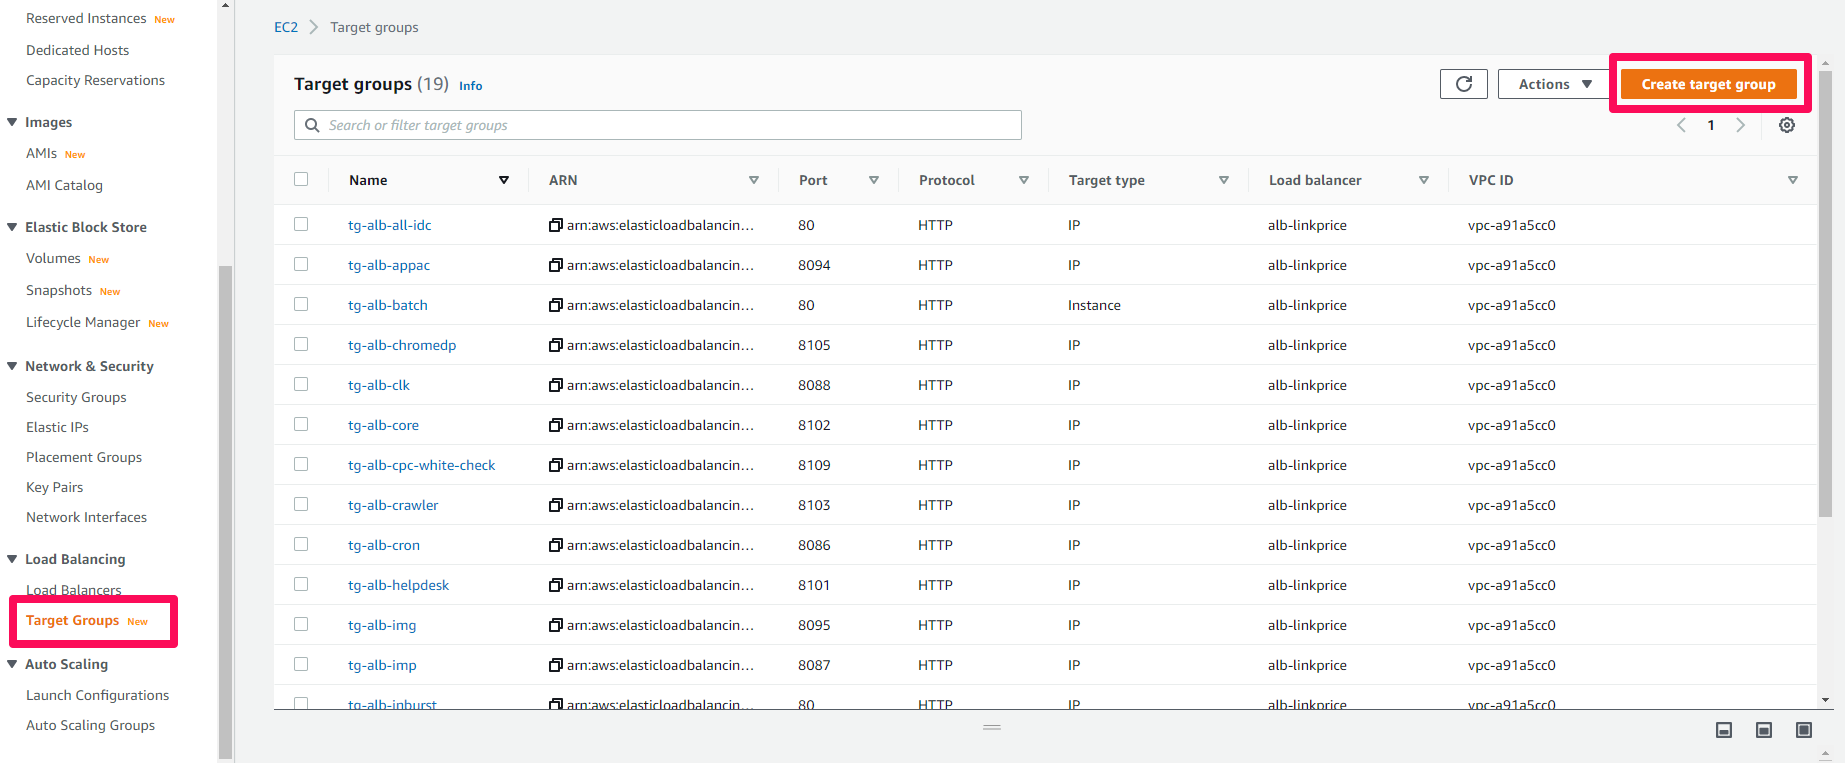 Reserved Instances New
Dedicated Hosts
Capacity Reservations
Images
AMIs New
AMI Catalog
Elastic Block Store
Volumes New
Snapshots New
Lifecycle Manager New
Network & Security
Security Groups
Elastic IPs
Placement Groups
Key Pairs
Network Interfaces
Load Balancing
Load Balancers
Target Groups New
Auto Scaling
Launch Configurations
Auto Scaling Groups
EC2 Target groups
Target groups (19) Info
Actions
Create target group
Search or filter target groups
1
Name ARN Port Protocol Target type Load balancer VPC ID
tg-alb-all-idc arn:aws:elasticloadbalancin... 80 HTTP IP alb-linkprice vpc-a91a5cc0
tg-alb-appac arn:aws:elasticloadbalancin... 8094 HTTP IP alb-linkprice vpc-a91a5cc0
tg-alb-batch arn:aws:elasticloadbalancin... 80 HTTP Instance alb-linkprice vpc-a91a5cc0
tg-alb-chromedp arn:aws:elasticloadbalancin... 8105 HTTP IP alb-linkprice vpc-a91a5cc0
tg-alb-clk arn:aws:elasticloadbalancin... 8088 HTTP IP alb-linkprice vpc-a91a5cc0
tg-alb-core arn:aws:elasticloadbalancin... 8102 HTTP IP alb-linkprice vpc-a91a5cc0
tg-alb-cpc-white-check arn:aws:elasticloadbalancin... 8109 HTTP IP alb-linkprice vpc-a91a5cc0
tg-alb-crawler arn:aws:elasticloadbalancin... 8103 HTTP IP alb-linkprice vpc-a91a5cc0
tg-alb-cron arn:aws:elasticloadbalancin... 8086 HTTP IP alb-linkprice vpc-a91a5cc0
tg-alb-helpdesk arn:aws:elasticloadbalancin... 8101 HTTP IP alb-linkprice vpc-a91a5cc0
tg-alb-img arn:aws:elasticloadbalancin... 8095 HTTP IP alb-linkprice vpc-a91a5cc0
tg-alb-imp arn:aws:elasticloadbalancin... 8087 HTTP IP alb-linkprice vpc-a91a5cc0
tg-alb-inburst arn:aws:elasticloadbalancin... 80 HTTP IP alb-linkprice vpc-a91a5cc0